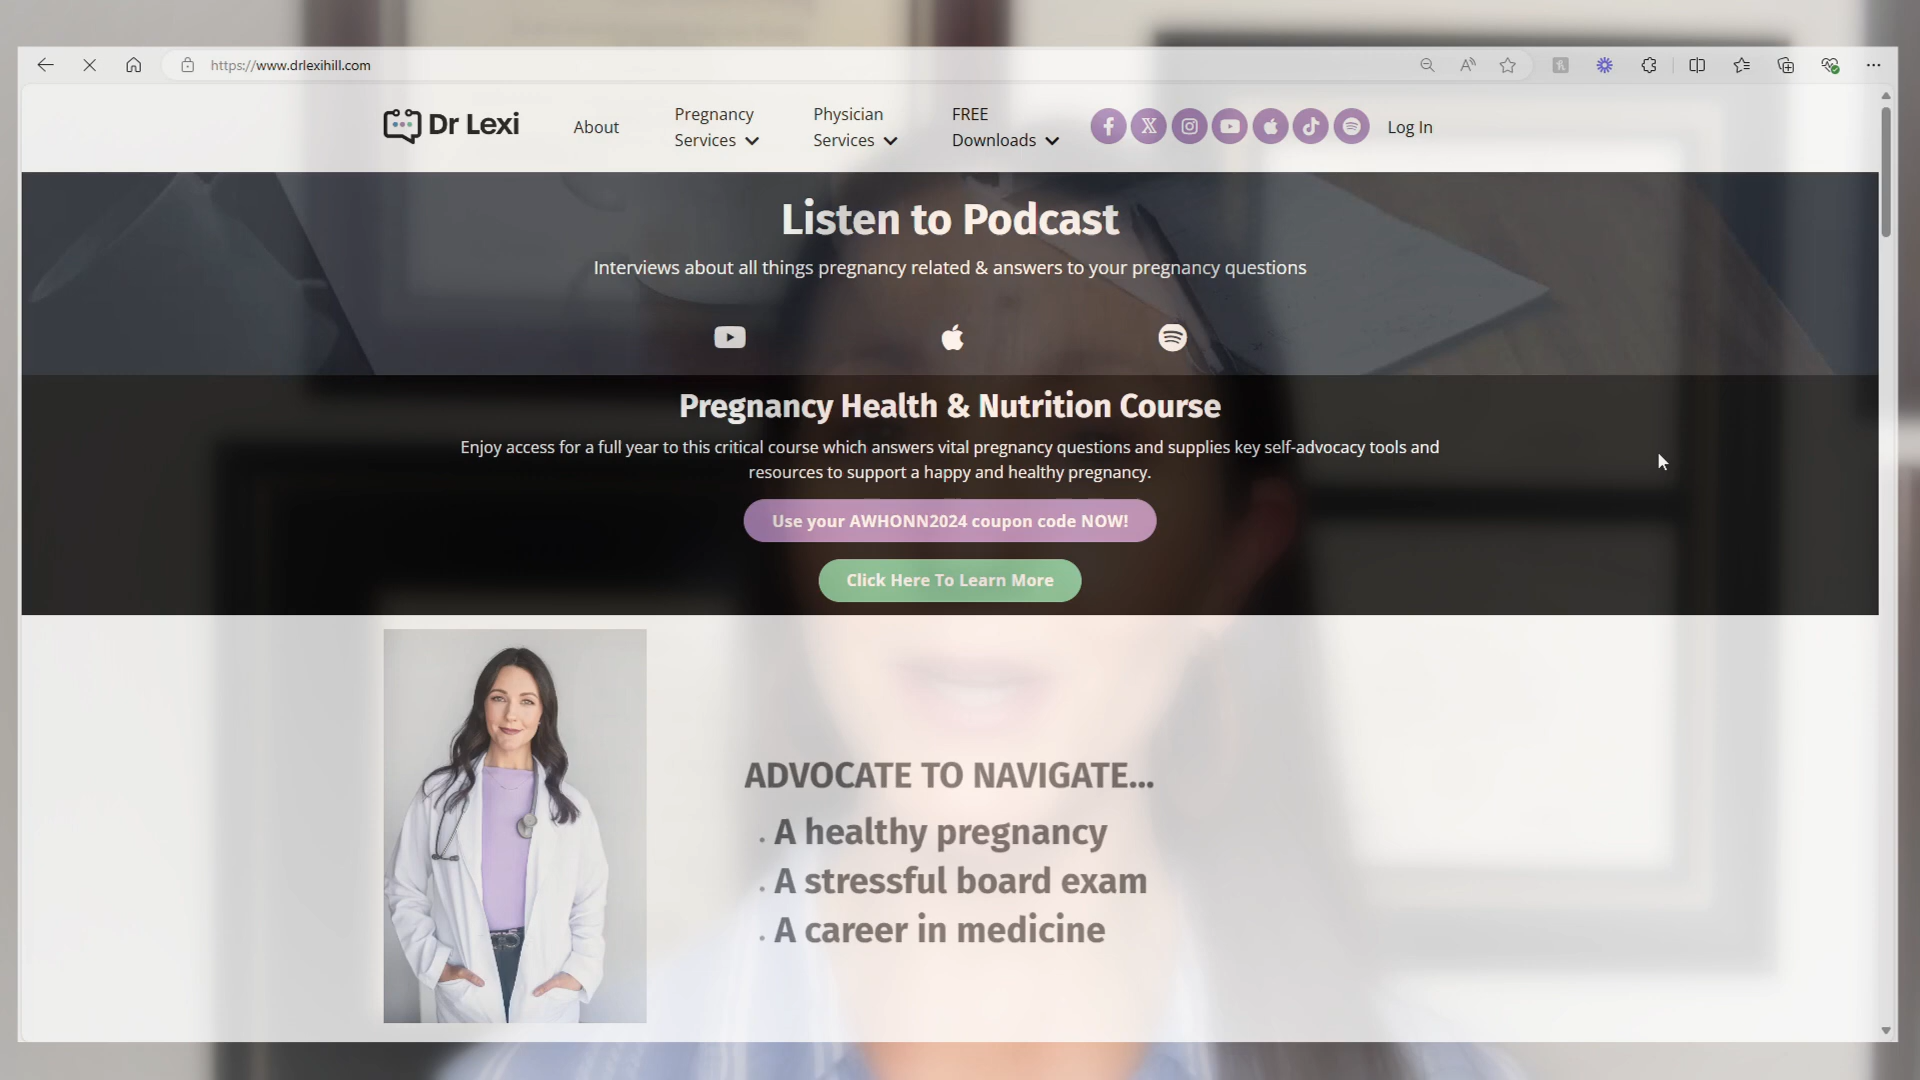 https://www.drlexihill.com
Dr Lexi
About
Pregnancy
Services
Physician
Services
FREE
Downloads
Log In
Listen to Podcast
Interviews about all things pregnancy related & answers to your pregnancy questions
Pregnancy Health & Nutrition Course
Enjoy access for a full year to this critical course which answers vital pregnancy questions and supplies key self-advocacy tools and
resources to support a happy and healthy pregnancy.
Use your AWHONN2024 coupon code NOW!
Click Here To Learn More
ADVOCATE TO NAVIGATE...
. A healthy pregnancy
. A stressful board exam
. A career in medicine